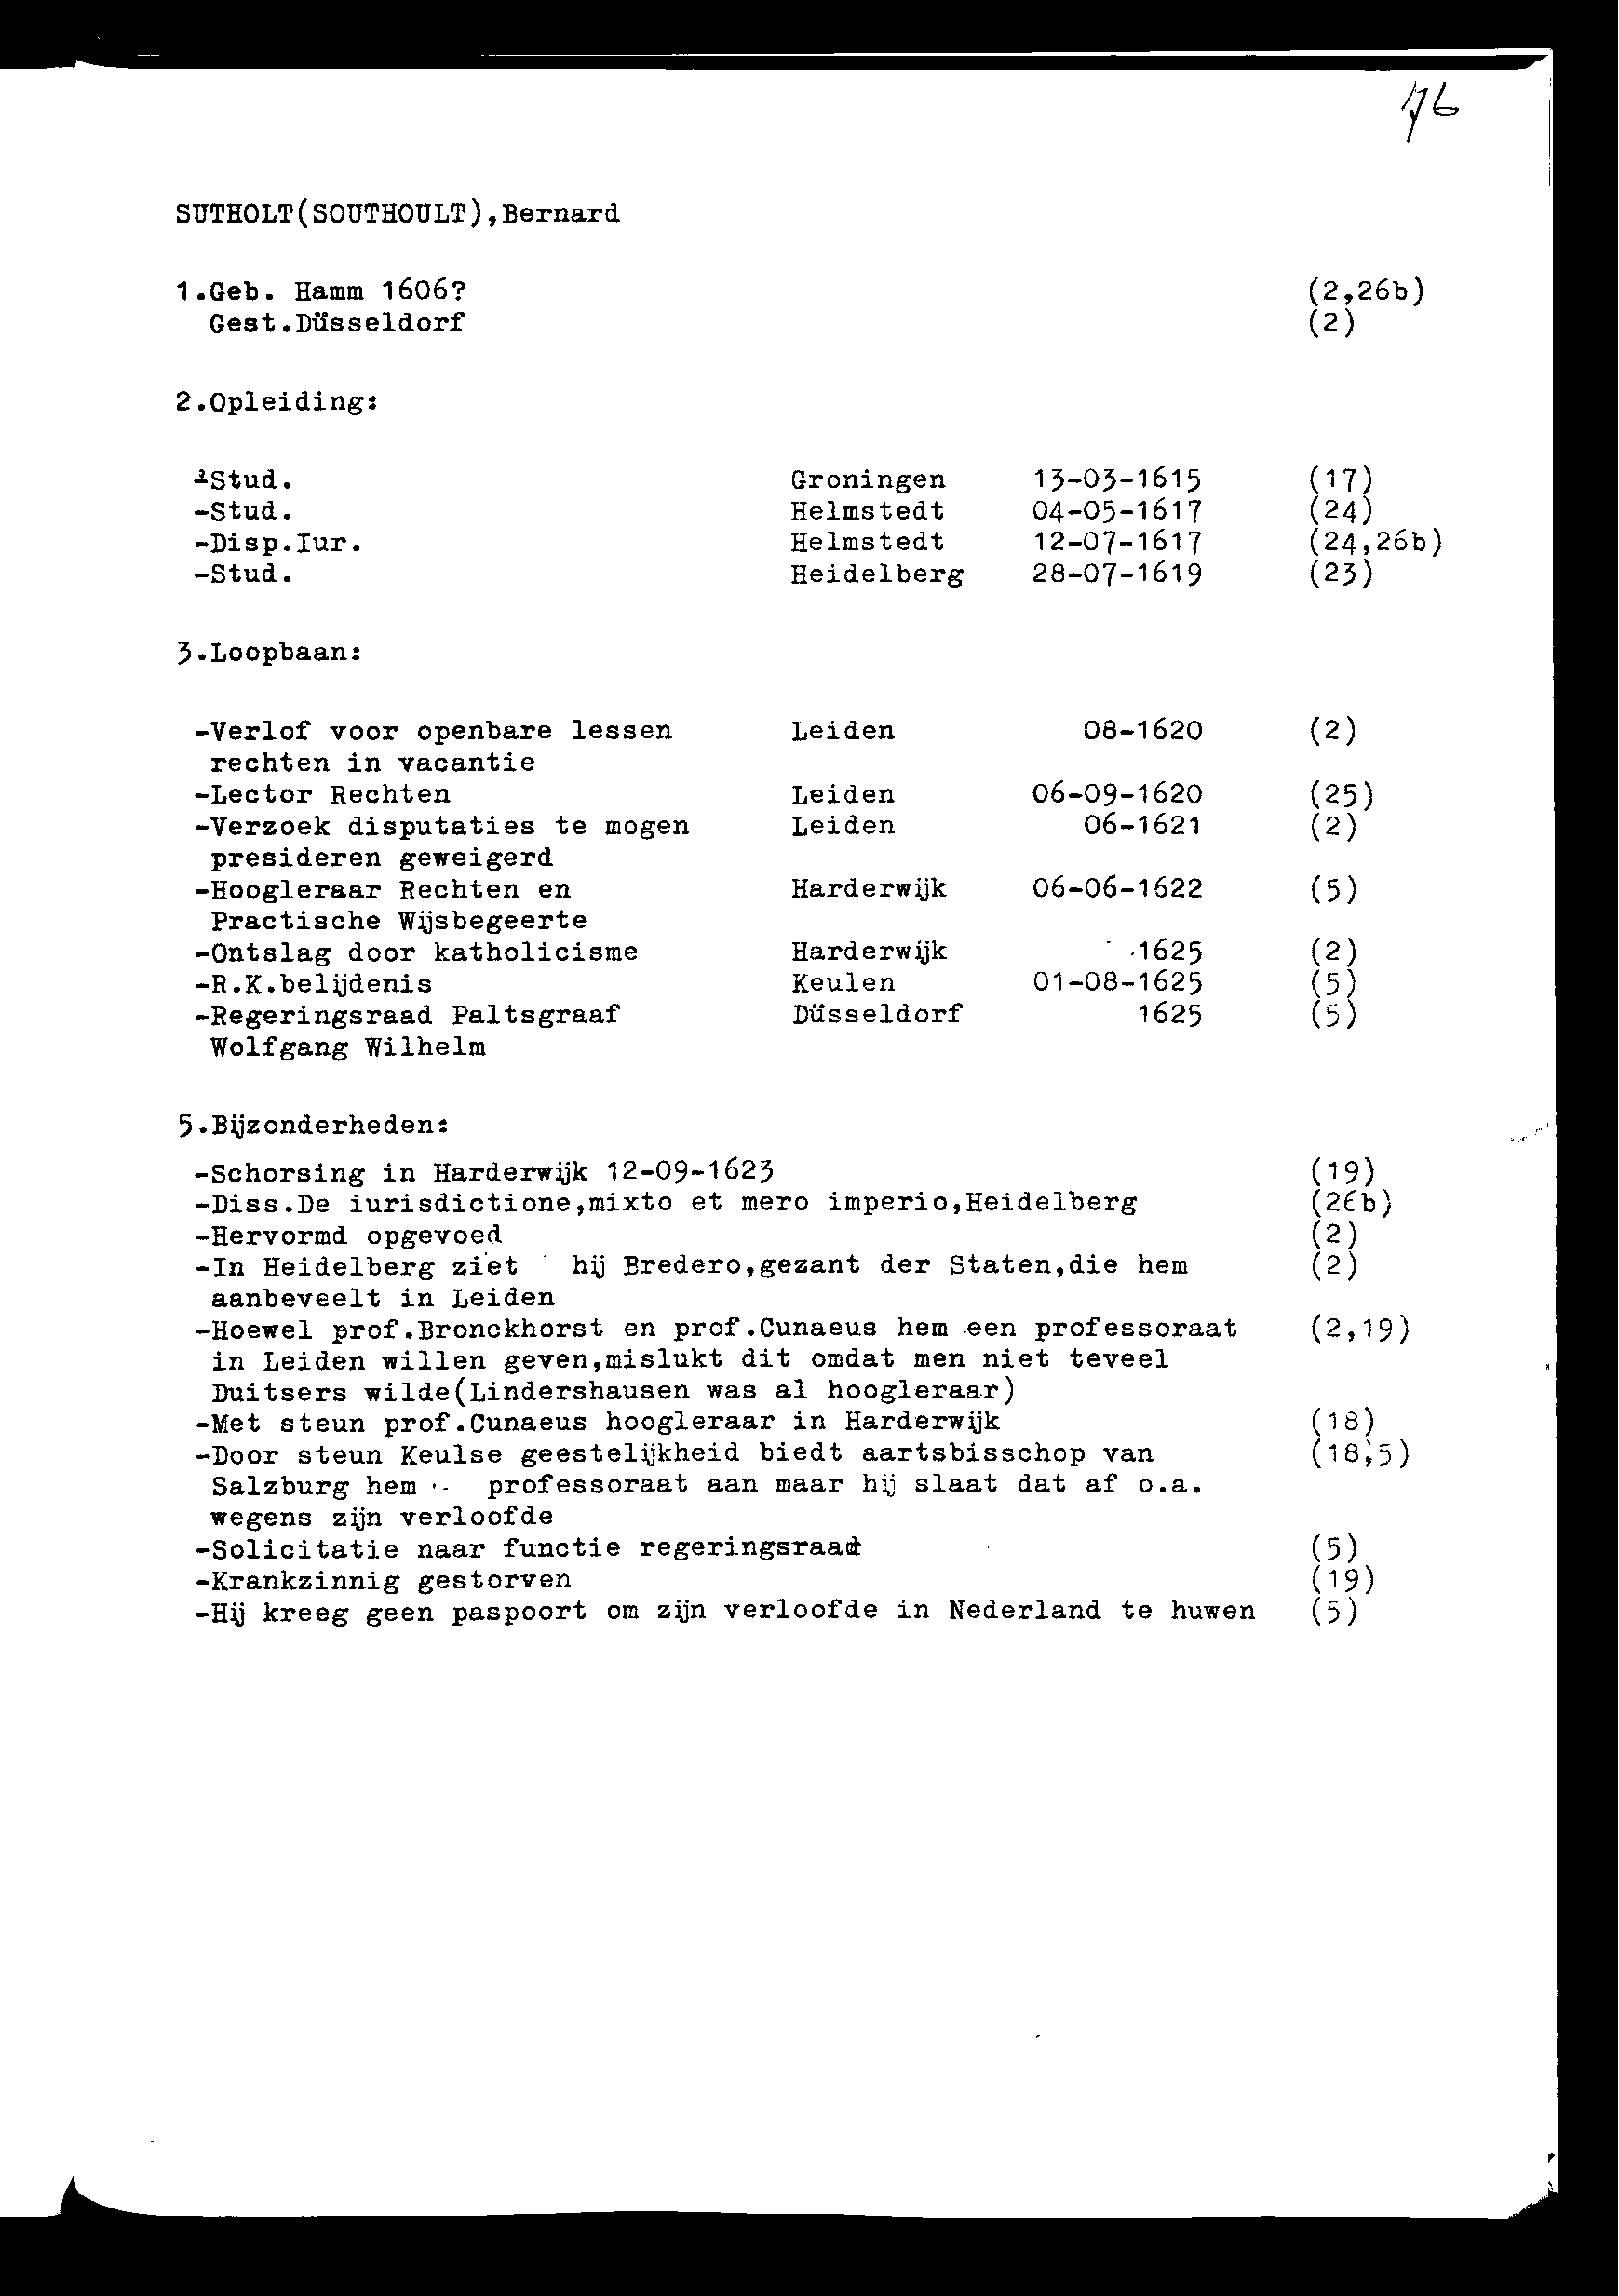 76
SUTHOLT(SOUTHOULT),Bernard
1.Geb. Hamm 1606? (2,26b)
Gest.Düsseldorf (2)
2.Opleiding:
-Stud. Groningen 13-03-1615 (17)
-Stud. Helmstedt 04-05-1617 (24)
-Disp.Iur. Helmstedt 12-07-1617 (24,26b)
-Stud. Heidelberg 28-07-1619 (23)
3.Loopbaan:
-Verlof voor openbare lessen Leiden 08-1620 (2)
rechten in vacantie
-Lector Rechten Leiden 06-09-1620 (25)
-Verzoek disputaties te mogen Leiden 06-1621 (2)
presideren geweigerd
-Hoogleraar Rechten en Harderwijk 06-06-1622 (5)
Practische Wijsbegeerte
-Ontslag door katholicisme Harderwijk 1625 (2)
-R.K.belijdenis Keulen 01-08-1625 (5)
-Regeringsraad Paltsgraaf Düsseldorf 1625 (5)
Wolfgang Wilhelm
5.Bijzonderheden:
-Schorsing in Harderwijk 12-09-1623 (19)
-Diss.De iurisdictione,mixto et mero imperio,Heidelberg (26b)
-Hervormd opgevoed (2)
-In Heidelberg ziet hij Bredero,gezant der Staten,die hem (2)
aanbeveelt in Leiden
-Hoewel prof.Bronckhorst en prof.Cunaeus hem een professoraat (2,19)
in Leiden willen geven,mislukt dit omdat men niet teveel
Duitsers wilde(Lindershausen was al hoogleraar)
-Met steun prof.Cunaeus hoogleraar in Harderwijk (18)
-Door steun Keulse geestelijkheid biedt aartsbisschop van (18;5)
Salzburg hem professoraat aan maar hij slaat dat af o.a.
wegens zijn verloofde
-Solicitatie naar functie regeringsraad (5)
-Krankzinnig gestorven (19)
-Hij kreeg geen paspoort om zijn verloofde in Nederland te huwen (5)